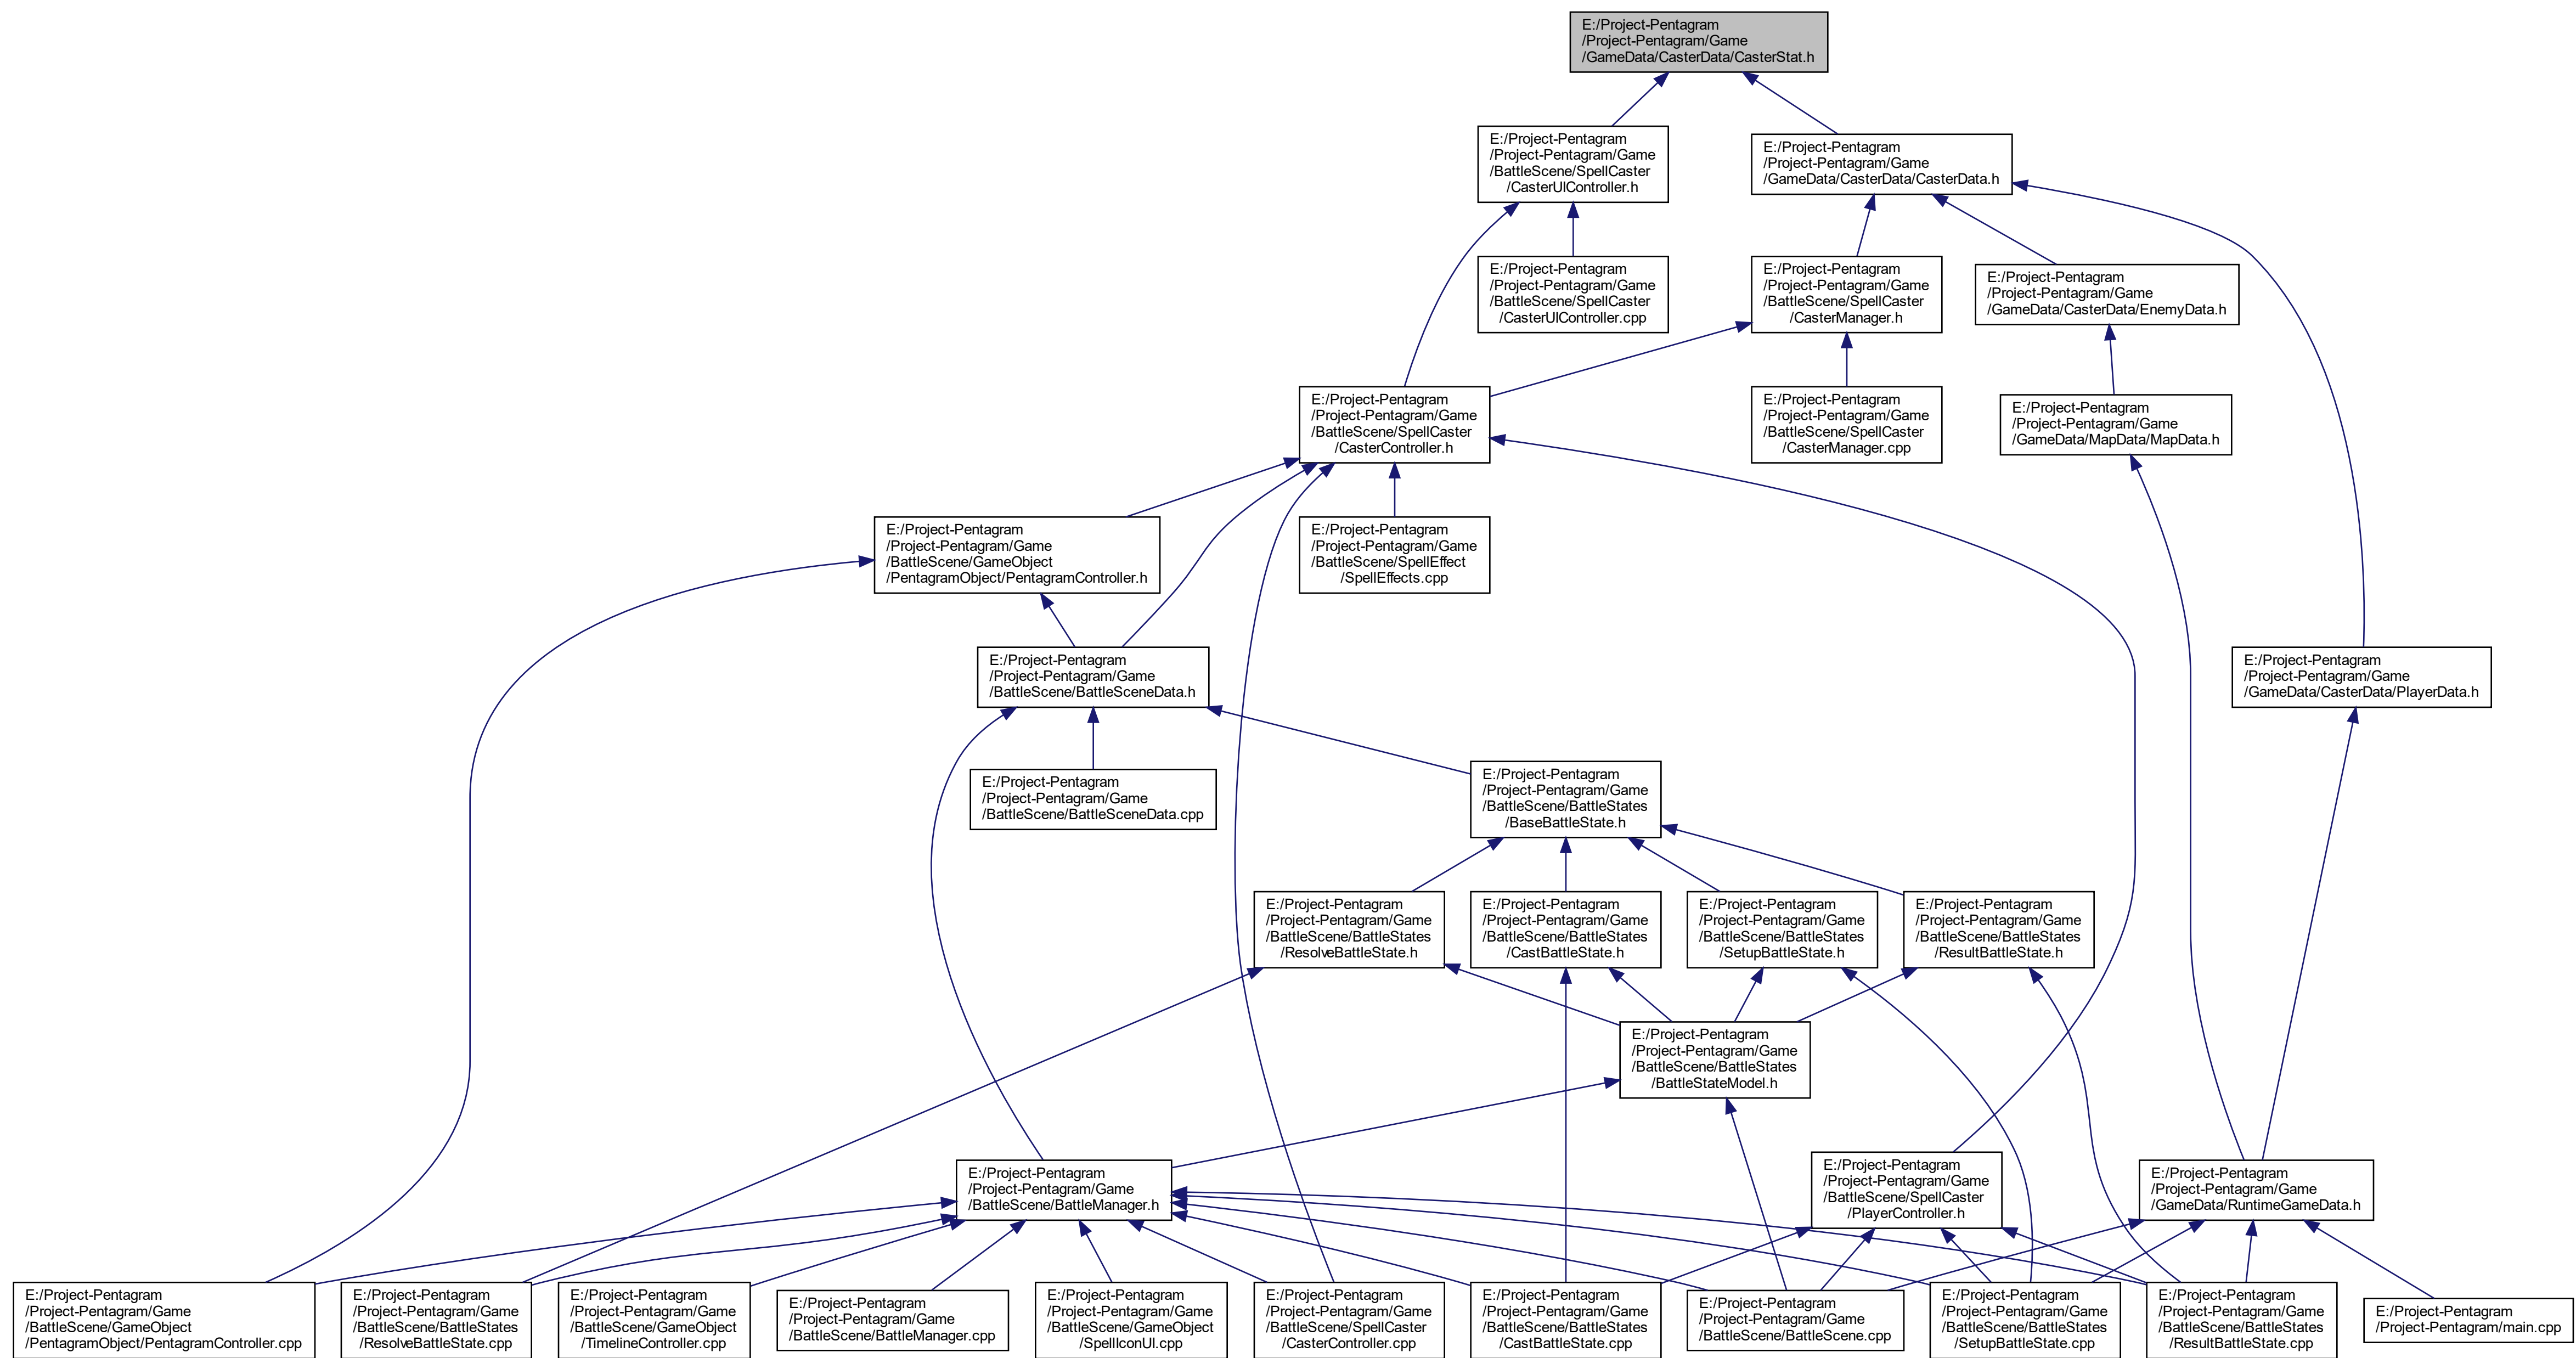 E:/Project-Pentagram
/Project-Pentagram/Game
/GameData/CasterData/CasterStat.h
E:/Project-Pentagram
/Project-Pentagram/Game
/BattleScene/SpellCaster
/CasterUIController.h
E:/Project-Pentagram
/Project-Pentagram/Game
/GameData/CasterData/CasterData.h
E:/Project-Pentagram
/Project-Pentagram/Game
/BattleScene/SpellCaster
/CasterUIController.cpp
E:/Project-Pentagram
/Project-Pentagram/Game
/BattleScene/SpellCaster
/CasterManager.h
E:/Project-Pentagram
/Project-Pentagram/Game
/GameData/CasterData/EnemyData.h
E:/Project-Pentagram
/Project-Pentagram/Game
/BattleScene/SpellCaster
/CasterController.h
E:/Project-Pentagram
/Project-Pentagram/Game
/BattleScene/SpellCaster
/CasterManager.cpp
E:/Project-Pentagram
/Project-Pentagram/Game
/GameData/MapData/MapData.h
E:/Project-Pentagram
/Project-Pentagram/Game
/BattleScene/GameObject
/PentagramObject/PentagramController.h
E:/Project-Pentagram
/Project-Pentagram/Game
/BattleScene/SpellEffect
/SpellEffects.cpp
E:/Project-Pentagram
/Project-Pentagram/Game
/BattleScene/BattleSceneData.h
E:/Project-Pentagram
/Project-Pentagram/Game
/GameData/CasterData/PlayerData.h
E:/Project-Pentagram
/Project-Pentagram/Game
/BattleScene/BattleSceneData.cpp
E:/Project-Pentagram
/Project-Pentagram/Game
/BattleScene/BattleStates
/BaseBattleState.h
E:/Project-Pentagram
/Project-Pentagram/Game
/BattleScene/BattleStates
/ResolveBattleState.h
E:/Project-Pentagram
/Project-Pentagram/Game
/BattleScene/BattleStates
/CastBattleState.h
E:/Project-Pentagram
/Project-Pentagram/Game
/BattleScene/BattleStates
/SetupBattleState.h
E:/Project-Pentagram
/Project-Pentagram/Game
/BattleScene/BattleStates
/ResultBattleState.h
E:/Project-Pentagram
/Project-Pentagram/Game
/BattleScene/BattleStates
/BattleStateModel.h
E:/Project-Pentagram
/Project-Pentagram/Game
/BattleScene/BattleManager.h
E:/Project-Pentagram
/Project-Pentagram/Game
/BattleScene/SpellCaster
/PlayerController.h
E:/Project-Pentagram
/Project-Pentagram/Game
/GameData/RuntimeGameData.h
E:/Project-Pentagram
/Project-Pentagram/Game
/BattleScene/GameObject
/PentagramObject/PentagramController.cpp
E:/Project-Pentagram
/Project-Pentagram/Game
/BattleScene/BattleStates
/ResolveBattleState.cpp
E:/Project-Pentagram
/Project-Pentagram/Game
/BattleScene/GameObject
/TimelineController.cpp
E:/Project-Pentagram
/Project-Pentagram/Game
/BattleScene/BattleManager.cpp
E:/Project-Pentagram
/Project-Pentagram/Game
/BattleScene/GameObject
/SpellIconUI.cpp
E:/Project-Pentagram
/Project-Pentagram/Game
/BattleScene/SpellCaster
/CasterController.cpp
E:/Project-Pentagram
/Project-Pentagram/Game
/BattleScene/BattleStates
/CastBattleState.cpp
E:/Project-Pentagram
/Project-Pentagram/Game
/BattleScene/BattleScene.cpp
E:/Project-Pentagram
/Project-Pentagram/Game
/BattleScene/BattleStates
/SetupBattleState.cpp
E:/Project-Pentagram
/Project-Pentagram/Game
/BattleScene/BattleStates
/ResultBattleState.cpp
E:/Project-Pentagram
/Project-Pentagram/main.cpp